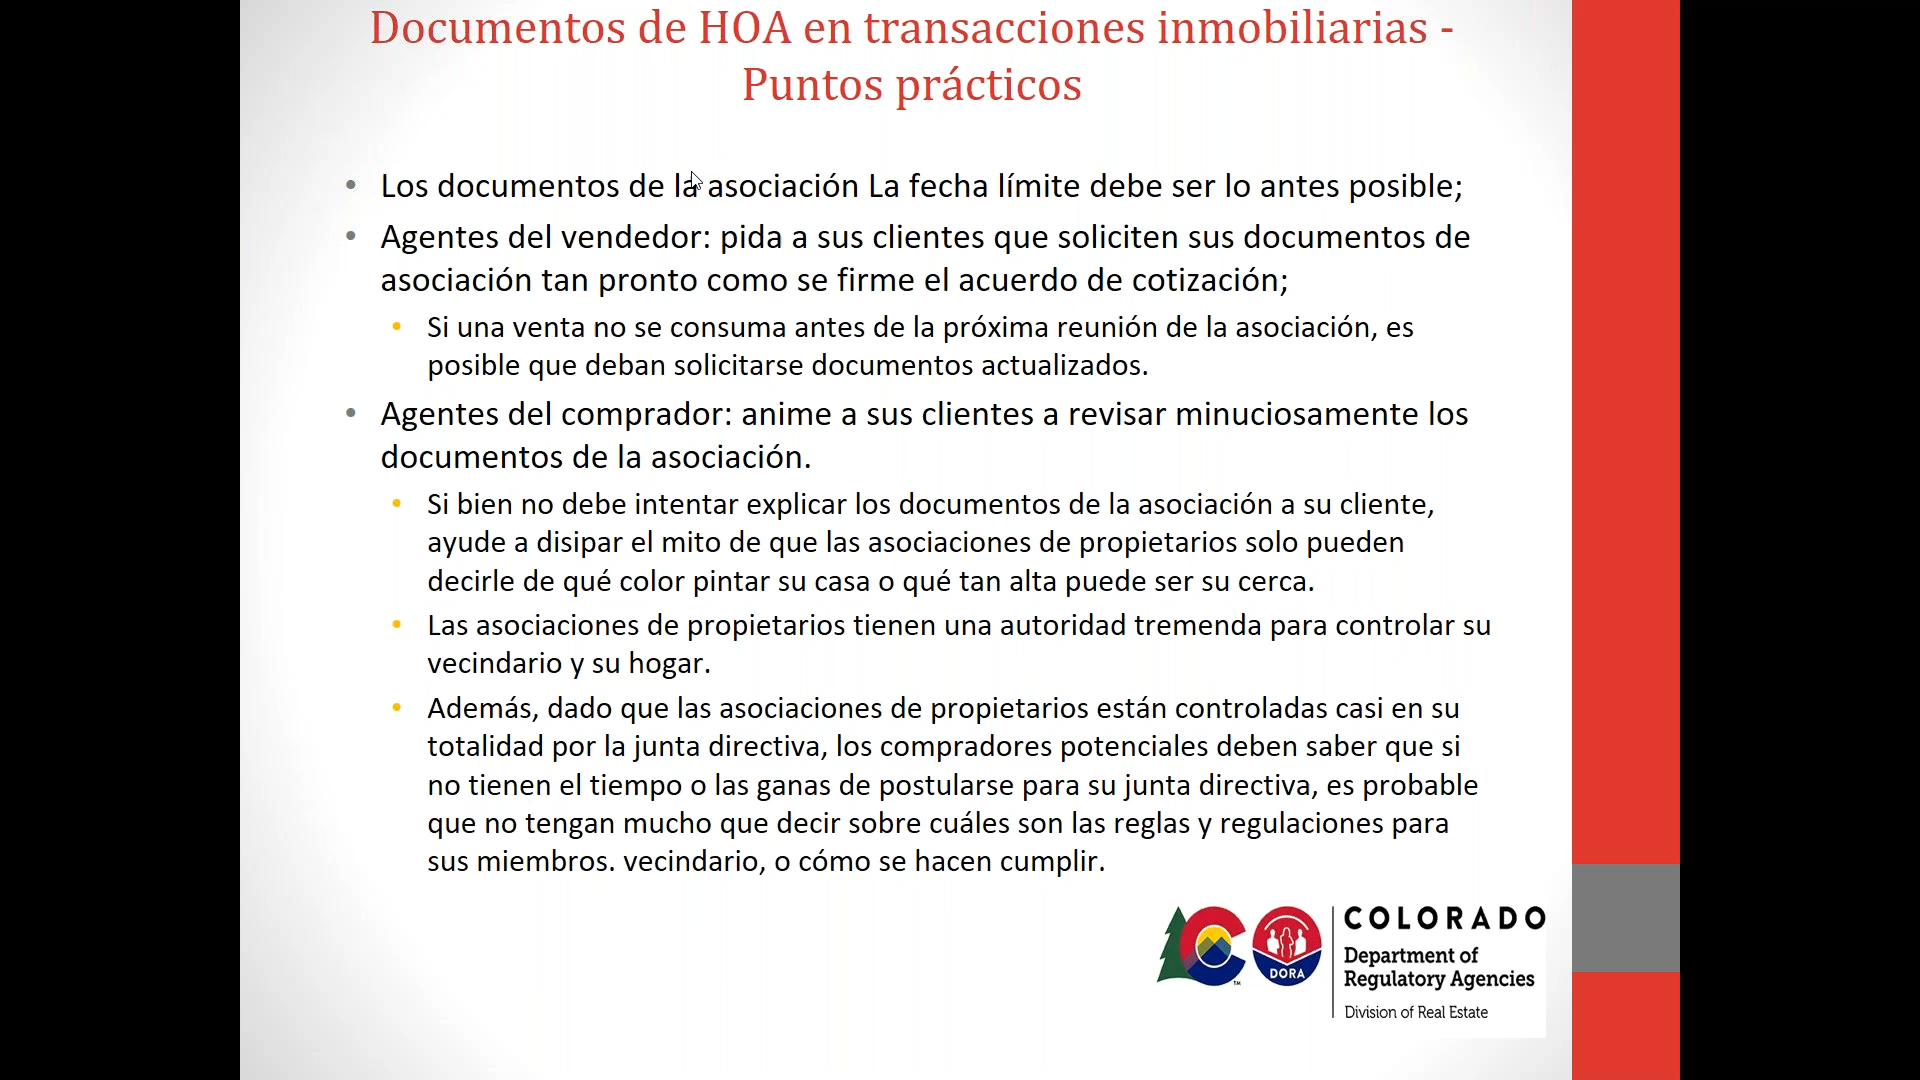 Documentos de HOA en transacciones inmobiliarias -
Puntos prácticos
• Los documentos de la asociación La fecha límite debe ser lo antes posible;
• Agentes del vendedor: pida a sus clientes que soliciten sus documentos de
asociación tan pronto como se firme el acuerdo de cotización;
• Si una venta no se consuma antes de la próxima reunión de la asociación, es
posible que deban solicitarse documentos actualizados.
• Agentes del comprador: anime a sus clientes a revisar minuciosamente los
documentos de la asociación.
• Si bien no debe intentar explicar los documentos de la asociación a su cliente,
ayude a disipar el mito de que las asociaciones de propietarios solo pueden
decirle de qué color pintar su casa o qué tan alta puede ser su cerca.
• Las asociaciones de propietarios tienen una autoridad tremenda para controlar su
vecindario y su hogar.
• Además, dado que las asociaciones de propietarios están controladas casi en su
totalidad por la junta directiva, los compradores potenciales deben saber que si
no tienen el tiempo o las ganas de postularse para su junta directiva, es probable
que no tengan mucho que decir sobre cuáles son las reglas y regulaciones para
sus miembros. vecindario, o cómo se hacen cumplir.
TM
DORA
COLORADO
Department of
Regulatory Agencies
Division of Real Estate